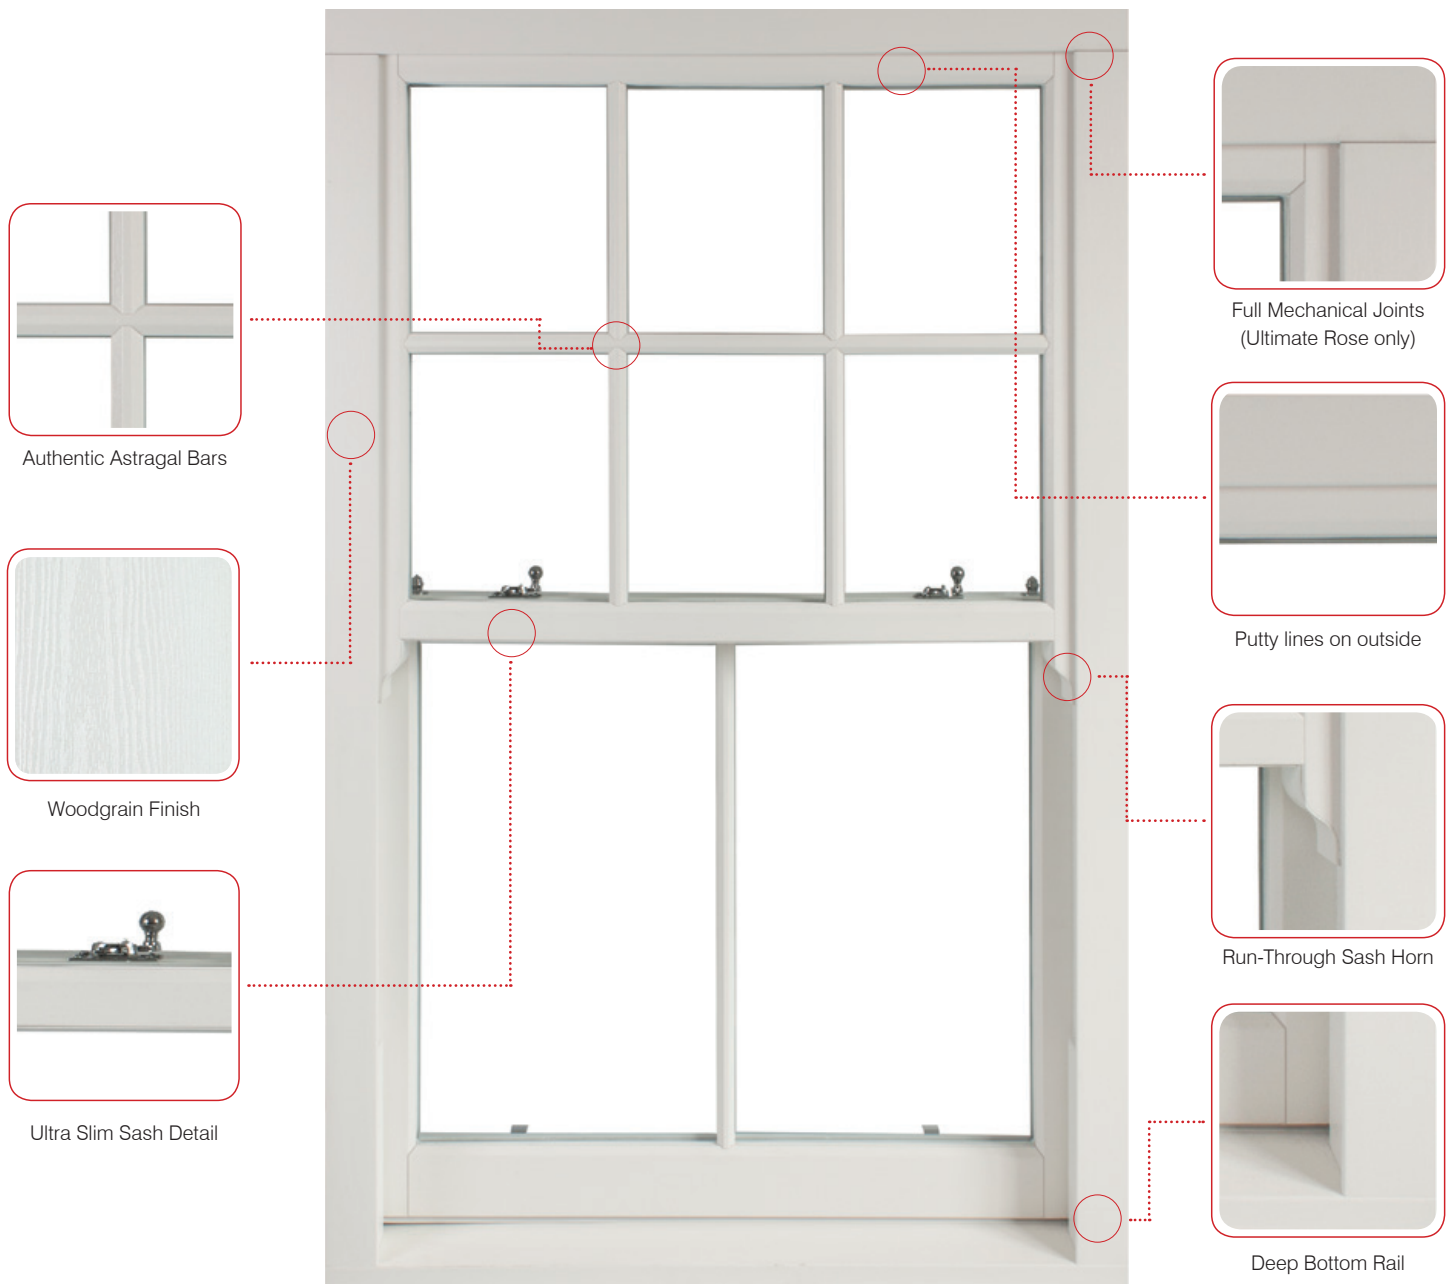 Full Mechanical Joints
(Ultimate Rose only)
Authentic Astragal Bars
Putty lines on outside
Woodgrain Finish
Run-Through Sash Horn
Ultra Slim Sash Detail
Deep Bottom Rail